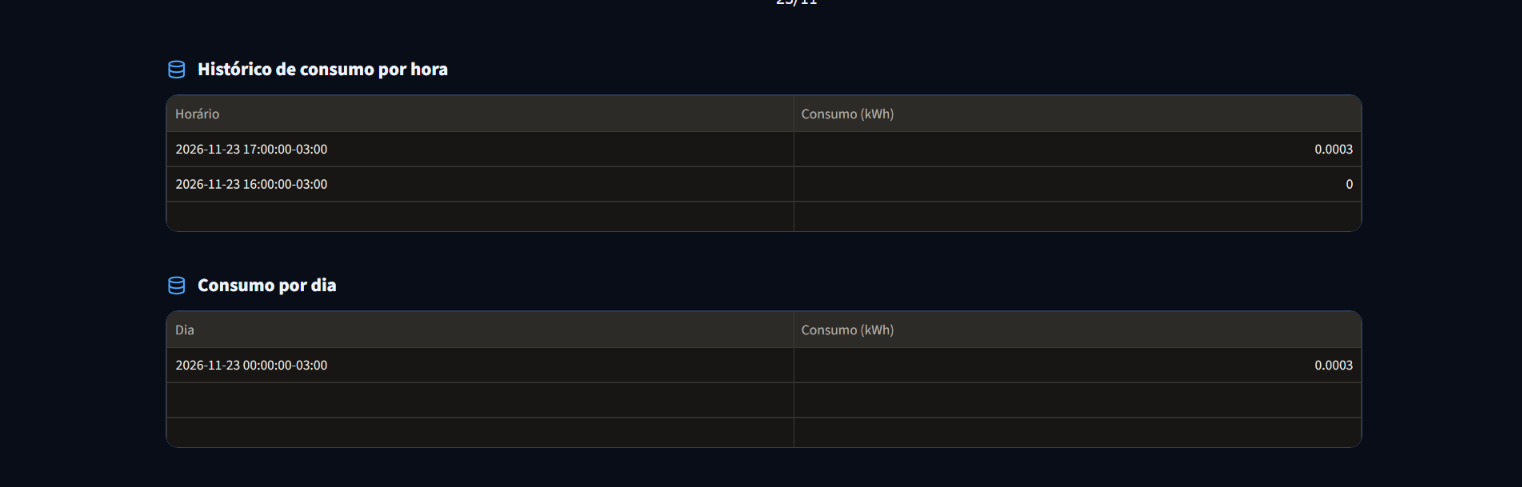 23/11
Histórico de consumo por hora
Horário Consumo (kWh)
2026-11-23 17:00:00-03:00 0.0003
2026-11-23 16:00:00-03:00 0
Consumo por dia
Dia Consumo (kWh)
2026-11-23 00:00:00-03:00 0.0003